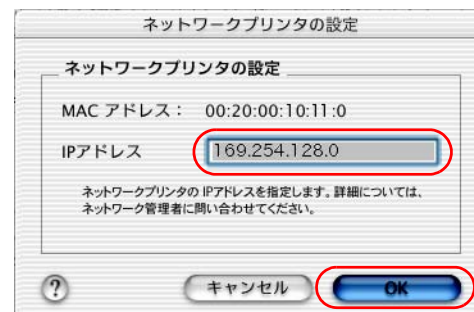 ネットワークプリンタの設定
ネットワークプリンタの設定
MAC アドレス： 00:20:00:10:11:0
IPアドレス 169.254.128.0
ネットワークプリンタの IPアドレスを指定します。詳細については、
ネットワーク管理者に問い合わせてください。
? キャンセル OK